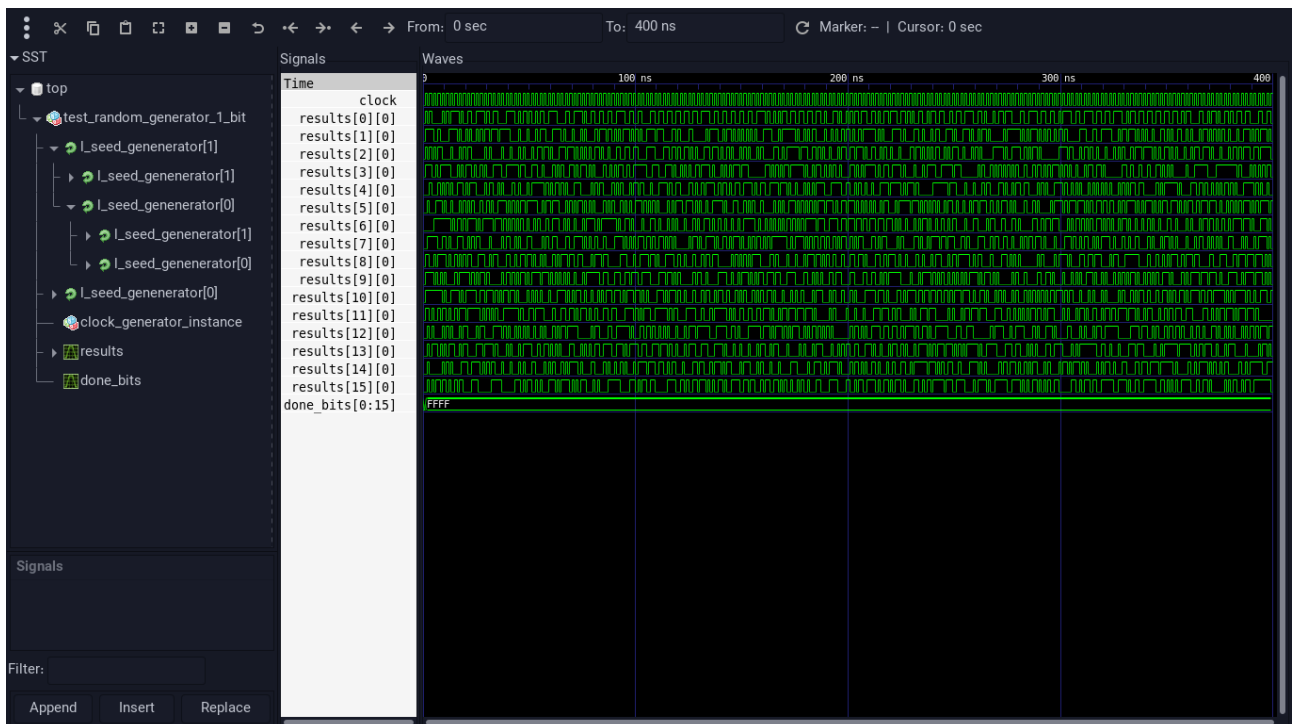 From: 0 sec To: 400 ns Marker: -- | Cursor: 0 sec
SST
top
test_random_generator_1_bit
l_seed_genenerator[1]
l_seed_genenerator[1]
l_seed_genenerator[0]
l_seed_genenerator[1]
l_seed_genenerator[0]
l_seed_genenerator[0]
clock_generator_instance
results
done_bits
Signals
Filter:
Append Insert Replace
Signals
Time
clock
results[0][0]
results[1][0]
results[2][0]
results[3][0]
results[4][0]
results[5][0]
results[6][0]
results[7][0]
results[8][0]
results[9][0]
results[10][0]
results[11][0]
results[12][0]
results[13][0]
results[14][0]
results[15][0]
done_bits[0:15]
Waves
100 ns 200 ns 300 ns 400
FFFF